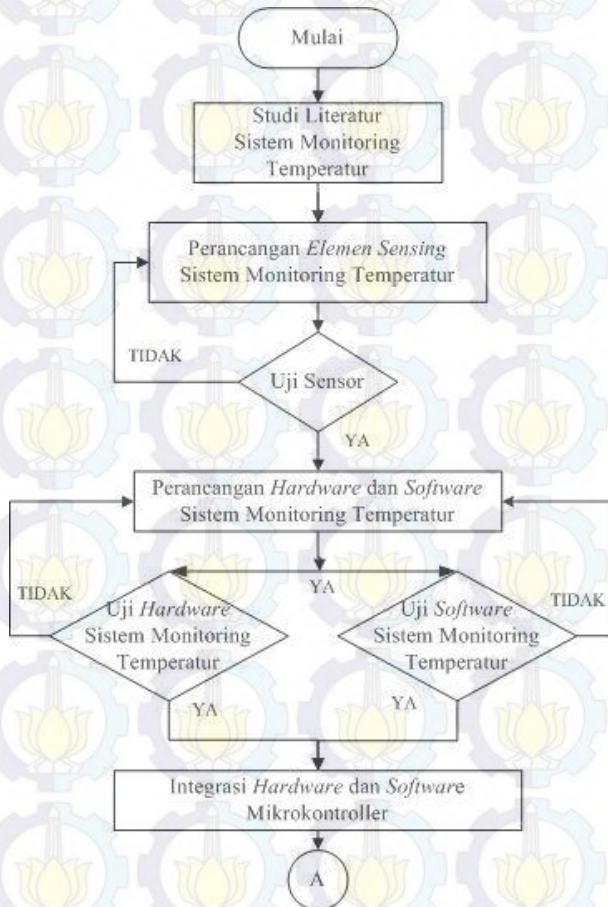 Mulai
Studi Literatur
Sistem Monitoring
Temperatur
Perancangan Elemen Sensing
Sistem Monitoring Temperatur
TIDAK
Uji Sensor
YA
Perancangan Hardware dan Software
Sistem Monitoring Temperatur
YA
TIDAK
Uji Hardware
Sistem Monitoring
Temperatur
Uji Software
Sistem Monitoring
Temperatur
TIDAK
YA
YA
Integrasi Hardware dan Software
Mikrokontroller
A